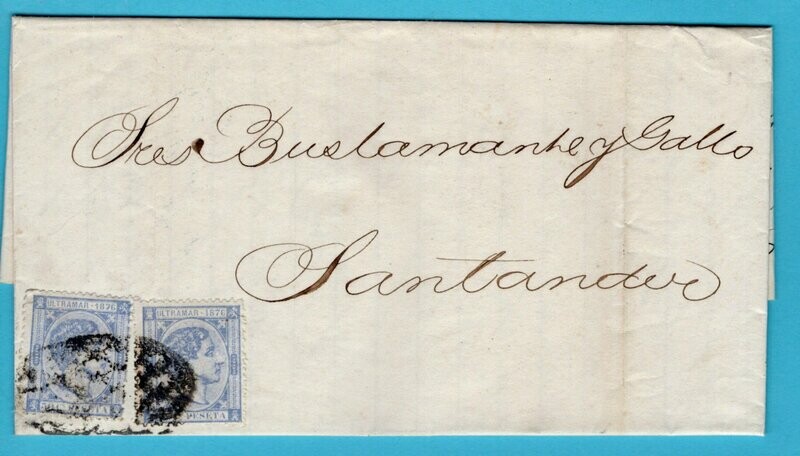 Sres Bustamante y Gallo
Santander
ULTRAMAR-1876
ULTRAMAR-1876
PESETA